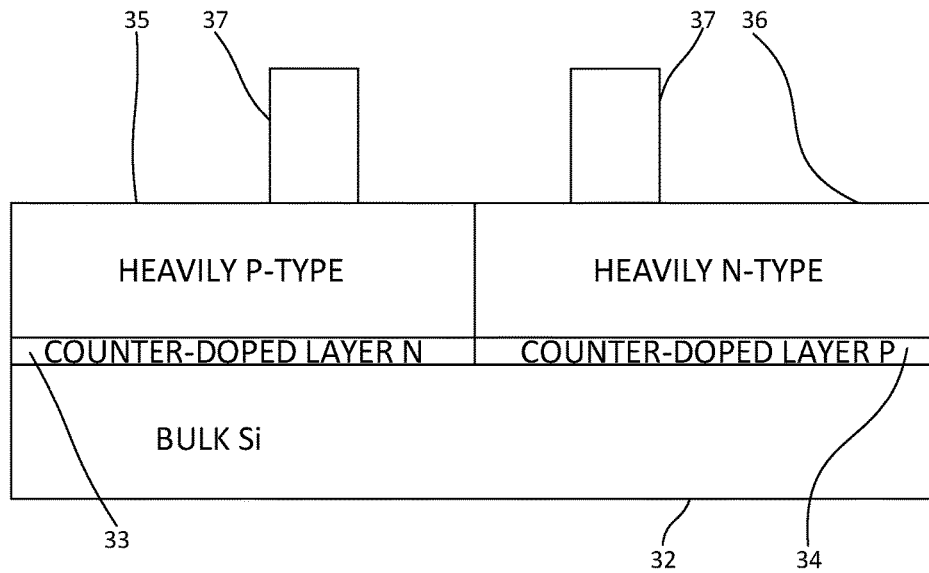 35 37 37 36
HEAVILY P-TYPE HEAVILY N-TYPE
COUNTER-DOPED LAYER N COUNTER-DOPED LAYER P
BULK Si
33 32 34